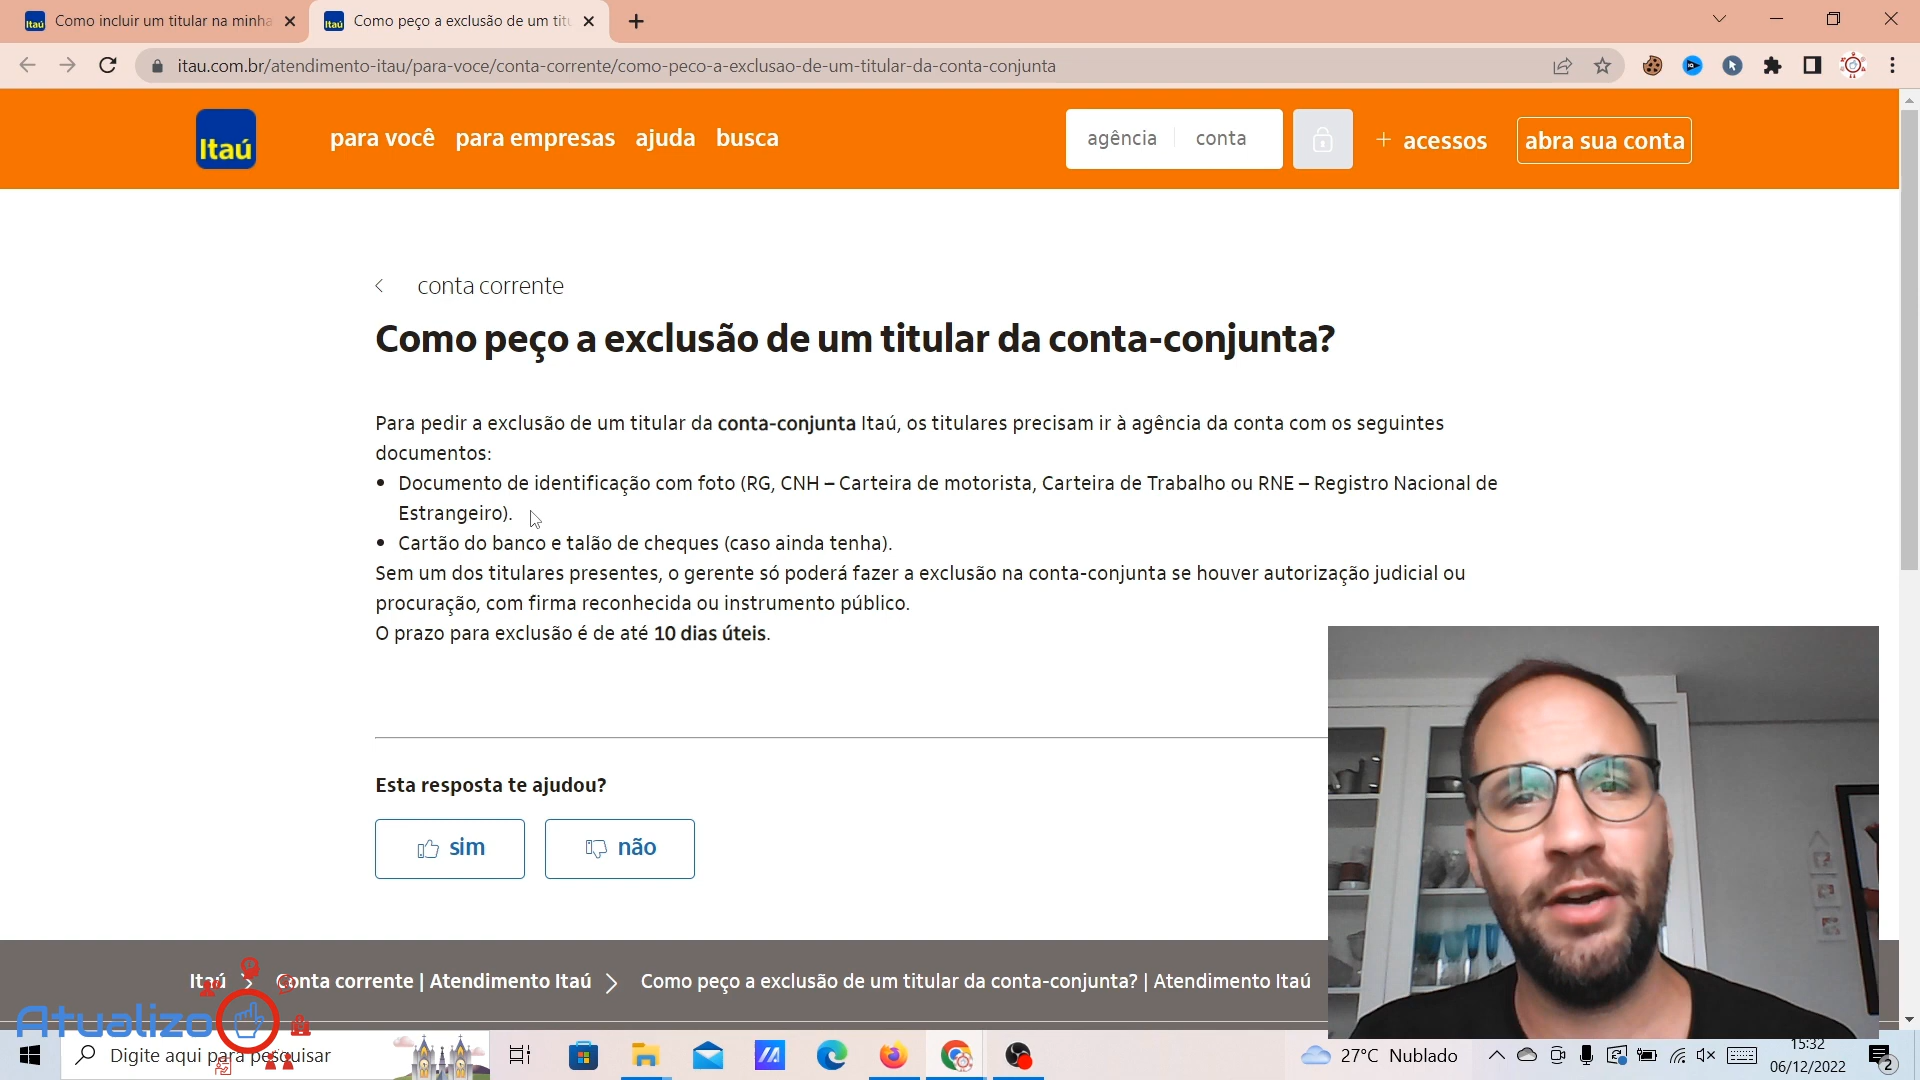 Como incluir um titular na minha
Como peço a exclusão de um titu
itau.com.br/atendimento-itau/para-voce/conta-corrente/como-peco-a-exclusao-de-um-titular-da-conta-conjunta
Itaú
para você para empresas ajuda busca
agência conta
+ acessos
abra sua conta
conta corrente
Como peço a exclusão de um titular da conta-conjunta?
Para pedir a exclusão de um titular da conta-conjunta Itaú, os titulares precisam ir à agência da conta com os seguintes
documentos:
• Documento de identificação com foto (RG, CNH – Carteira de motorista, Carteira de Trabalho ou RNE – Registro Nacional de
Estrangeiro).
• Cartão do banco e talão de cheques (caso ainda tenha).
Sem um dos titulares presentes, o gerente só poderá fazer a exclusão na conta-conjunta se houver autorização judicial ou
procuração, com firma reconhecida ou instrumento público.
O prazo para exclusão é de até 10 dias úteis.
Esta resposta te ajudou?
sim não
Itaú > Conta corrente | Atendimento Itaú > Como peço a exclusão de um titular da conta-conjunta? | Atendimento Itaú
Atualizo
Digite aqui para pesquisar
27°C Nublado
15:32
06/12/2022
2